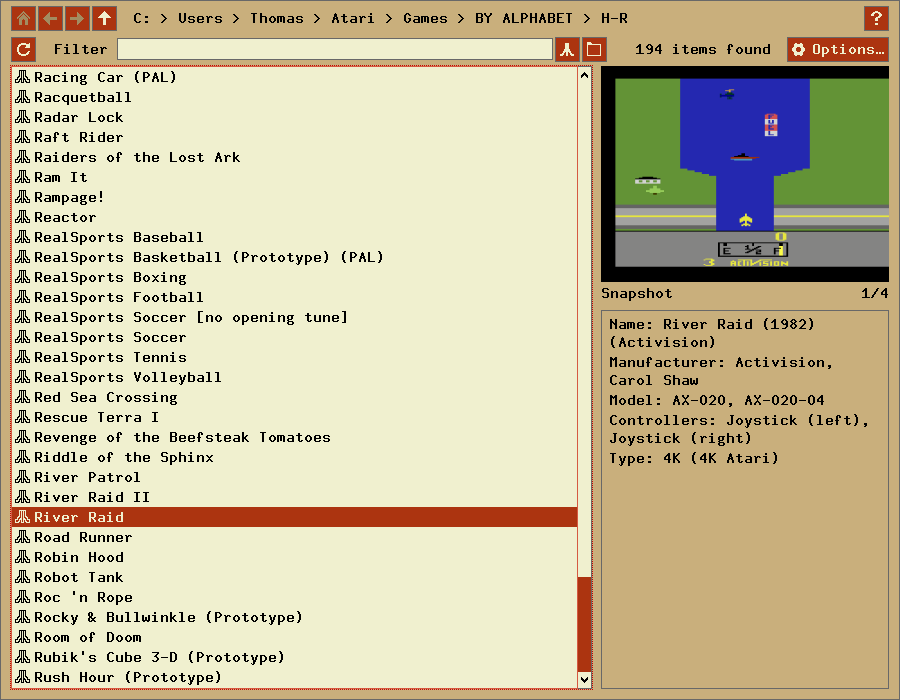 C: > Users > Thomas > Atari > Games > BY ALPHABET > H-R
?
Filter
194 items found
Options…
Racing Car (PAL)
Racquetball
Radar Lock
Raft Rider
Raiders of the Lost Ark
Ram It
Rampage!
Reactor
RealSports Baseball
RealSports Basketball (Prototype) (PAL)
RealSports Boxing
RealSports Football
RealSports Soccer [no opening tune]
RealSports Soccer
RealSports Tennis
RealSports Volleyball
Red Sea Crossing
Rescue Terra I
Revenge of the Beefsteak Tomatoes
Riddle of the Sphinx
River Patrol
River Raid II
River Raid
Road Runner
Robin Hood
Robot Tank
Roc 'n Rope
Rocky & Bullwinkle (Prototype)
Room of Doom
Rubik's Cube 3-D (Prototype)
Rush Hour (Prototype)
FUEL
0
E ½ F
3 ACTIVISION
Snapshot 1/4
Name: River Raid (1982)
(Activision)
Manufacturer: Activision,
Carol Shaw
Model: AX-020, AX-020-04
Controllers: Joystick (left),
Joystick (right)
Type: 4K (4K Atari)